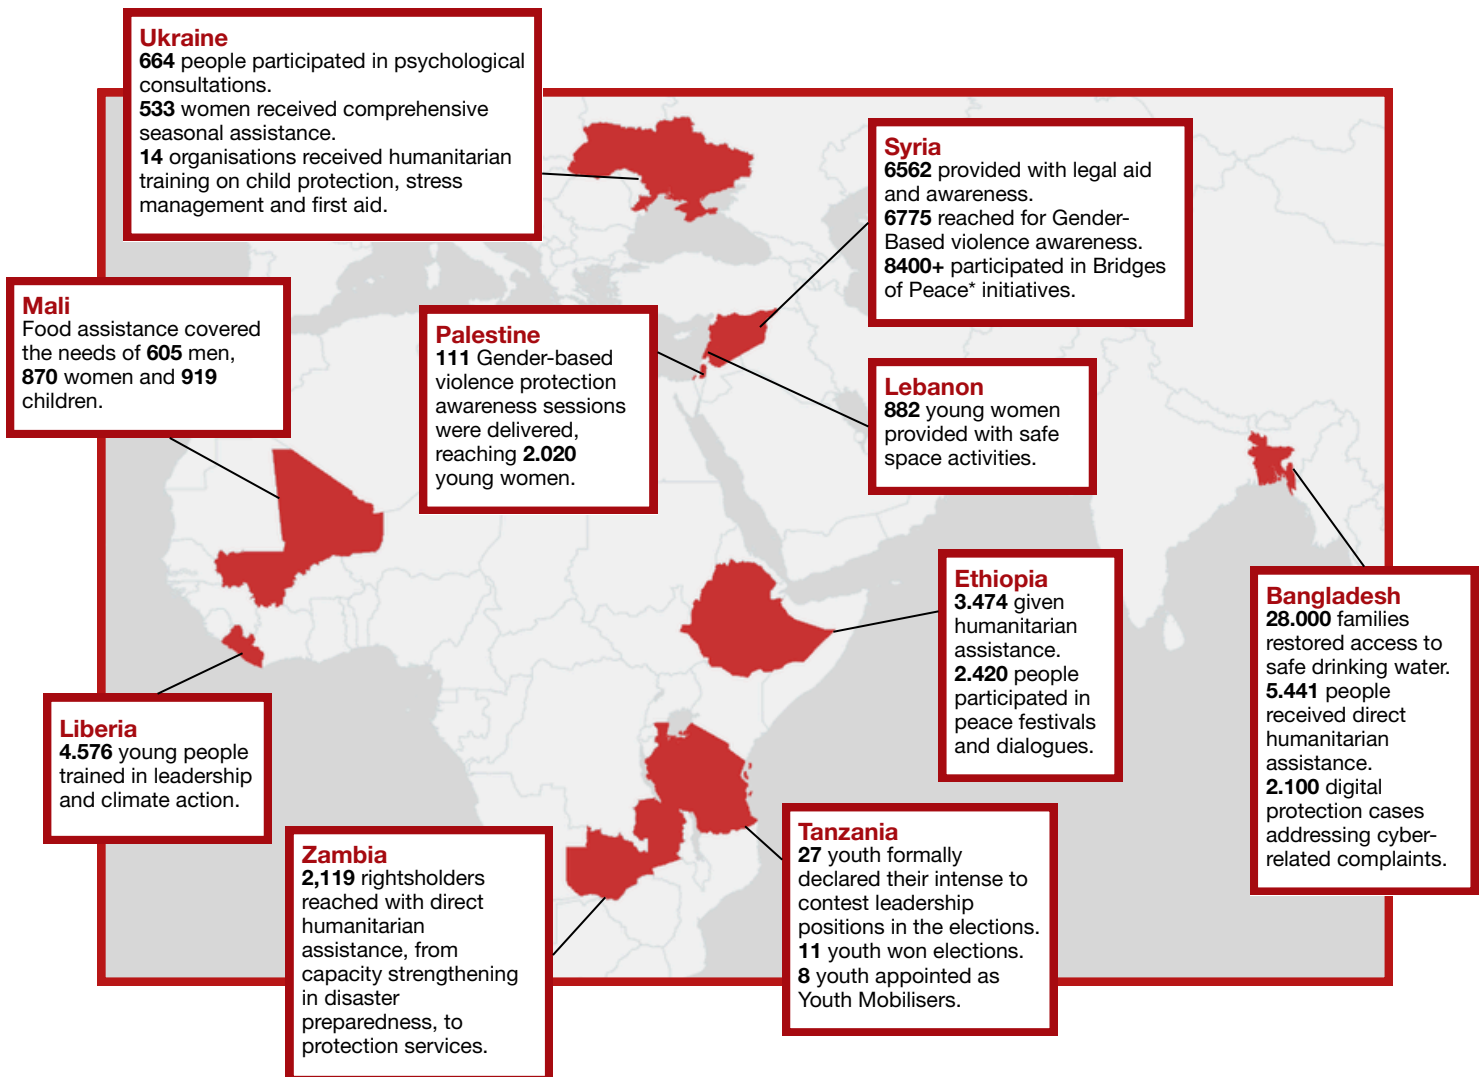 Ukraine
664 people participated in psychological
consultations.
533 women received comprehensive
seasonal assistance.
14 organisations received humanitarian
training on child protection, stress
management and first aid.
Syria
6562 provided with legal aid
and awareness.
6775 reached for Gender-
Based violence awareness.
8400+ participated in Bridges
of Peace* initiatives.
Mali
Food assistance covered
the needs of 605 men,
870 women and 919
children.
Palestine
111 Gender-based
violence protection
awareness sessions
were delivered,
reaching 2.020
young women.
Lebanon
882 young women
provided with safe
space activities.
Ethiopia
3.474 given
humanitarian
assistance.
2.420 people
participated in
peace festivals
and dialogues.
Bangladesh
28.000 families
restored access to
safe drinking water.
5.441 people
received direct
humanitarian
assistance.
2.100 digital
protection cases
addressing cyber-
related complaints.
Liberia
4.576 young people
trained in leadership
and climate action.
Zambia
2,119 rightsholders
reached with direct
humanitarian
assistance, from
capacity strengthening
in disaster
preparedness, to
protection services.
Tanzania
27 youth formally
declared their intense to
contest leadership
positions in the elections.
11 youth won elections.
8 youth appointed as
Youth Mobilisers.